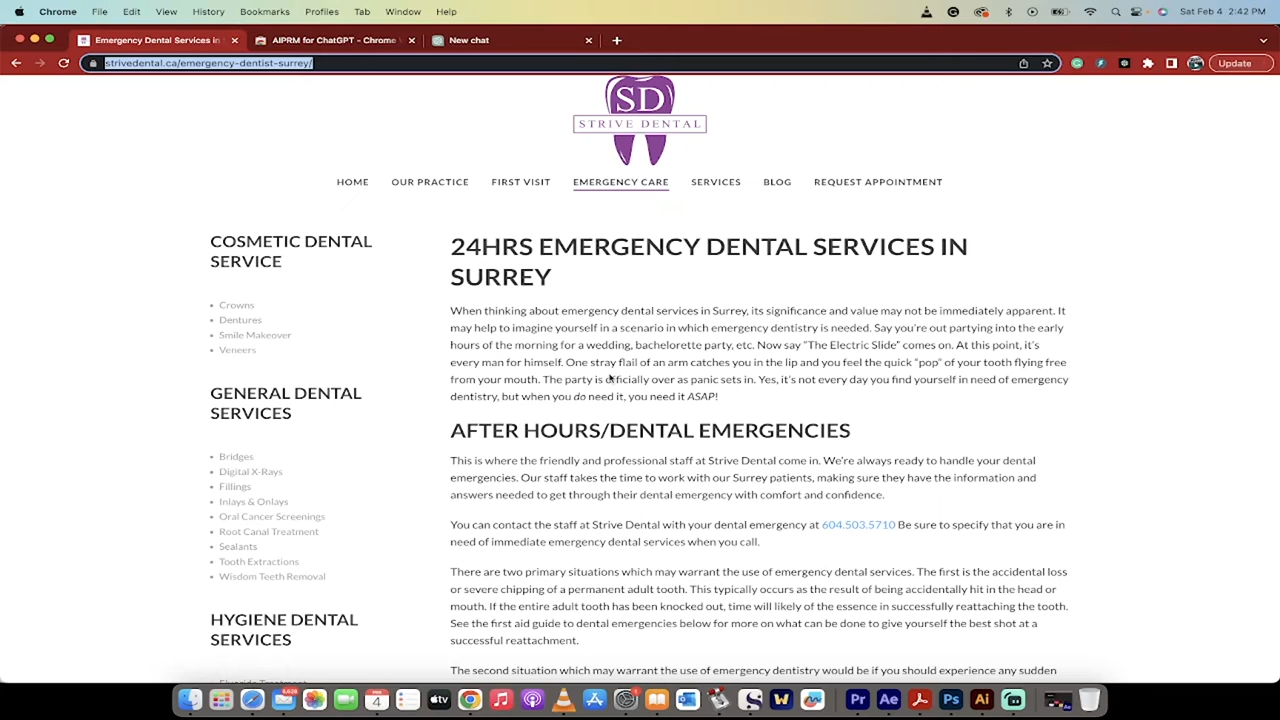 Chrome File Edit View History Bookmarks Profiles Tab Window Help Sat Feb 4 2:42 PM
Emergency Dental Services in AIPRM for ChatGPT - Chrome New chat
strivedental.ca/emergency-dentist-surrey/ Update
SD
STRIVE DENTAL
HOME OUR PRACTICE FIRST VISIT EMERGENCY CARE SERVICES BLOG REQUEST APPOINTMENT
COSMETIC DENTAL
SERVICE
Crowns
Dentures
Smile Makeover
Veneers
GENERAL DENTAL
SERVICES
Bridges
Digital X-Rays
Fillings
Inlays & Onlays
Oral Cancer Screenings
Root Canal Treatment
Sealants
Tooth Extractions
Wisdom Teeth Removal
HYGIENE DENTAL
SERVICES
24HRS EMERGENCY DENTAL SERVICES IN
SURREY
When thinking about emergency dental services in Surrey, its significance and value may not be immediately apparent. It
may help to imagine yourself in a scenario in which emergency dentistry is needed. Say you’re out partying into the early
hours of the morning for a wedding, bachelorette party, etc. Now say “The Electric Slide” comes on. At this point, it’s
every man for himself. One stray flail of an arm catches you in the lip and you feel the quick “pop” of your tooth flying free
from your mouth. The party is officially over as panic sets in. Yes, it’s not every day you find yourself in need of emergency
dentistry, but when you do need it, you need it ASAP!
AFTER HOURS/DENTAL EMERGENCIES
This is where the friendly and professional staff at Strive Dental come in. We’re always ready to handle your dental
emergencies. Our staff takes the time to work with our Surrey patients, making sure they have the information and
answers needed to get through their dental emergency with comfort and confidence.
You can contact the staff at Strive Dental with your dental emergency at 604.503.5710 Be sure to specify that you are in
need of immediate emergency dental services when you call.
There are two primary situations which may warrant the use of emergency dental services. The first is the accidental loss
or severe chipping of a permanent adult tooth. This typically occurs as the result of being accidentally hit in the head or
mouth. If the entire adult tooth has been knocked out, time will likely of the essence in successfully reattaching the tooth.
See the first aid guide to dental emergencies below for more on what can be done to give yourself the best shot at a
successful reattachment.
The second situation which may warrant the use of emergency dentistry would be if you should experience any sudden